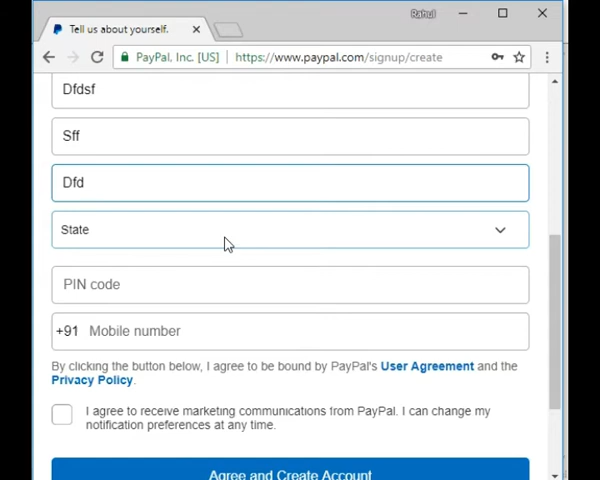 Rahul
Tell us about yourself.
PayPal, Inc. [US] https://www.paypal.com/signup/create
Dfdsf
Sff
Dfd
State
PIN code
+91 Mobile number
By clicking the button below, I agree to be bound by PayPal's User Agreement and the
Privacy Policy.
I agree to receive marketing communications from PayPal. I can change my
notification preferences at any time.
Agree and Create Account